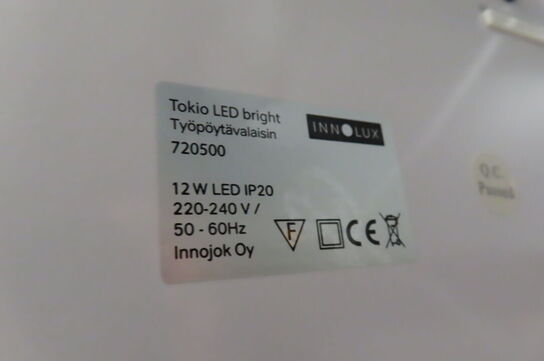 Tokio LED bright
Työpöytävalaisin
720500
INNOLUX
12 W LED IP20
220-240 V /
50 - 60Hz
Innojok Oy
F
CE
Q.C.
Passed